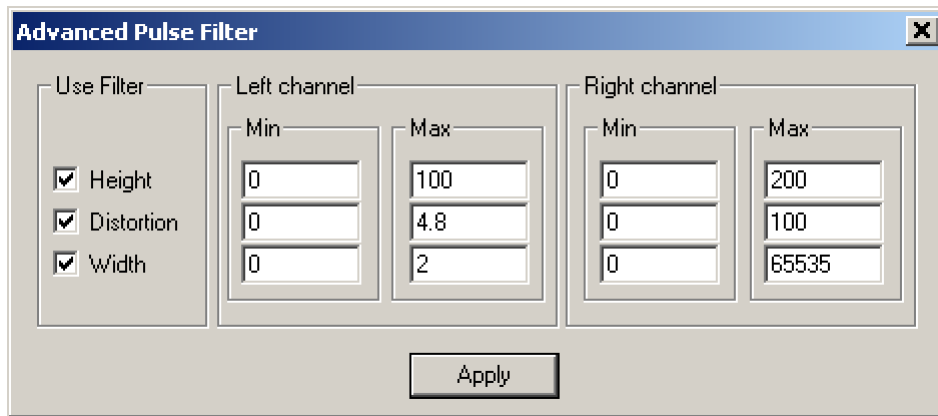 Advanced Pulse Filter
Use Filter Left channel Right channel
Min Max Min Max
Height 0 100 0 200
Distortion 0 4.8 0 100
Width 0 2 0 65535
Apply